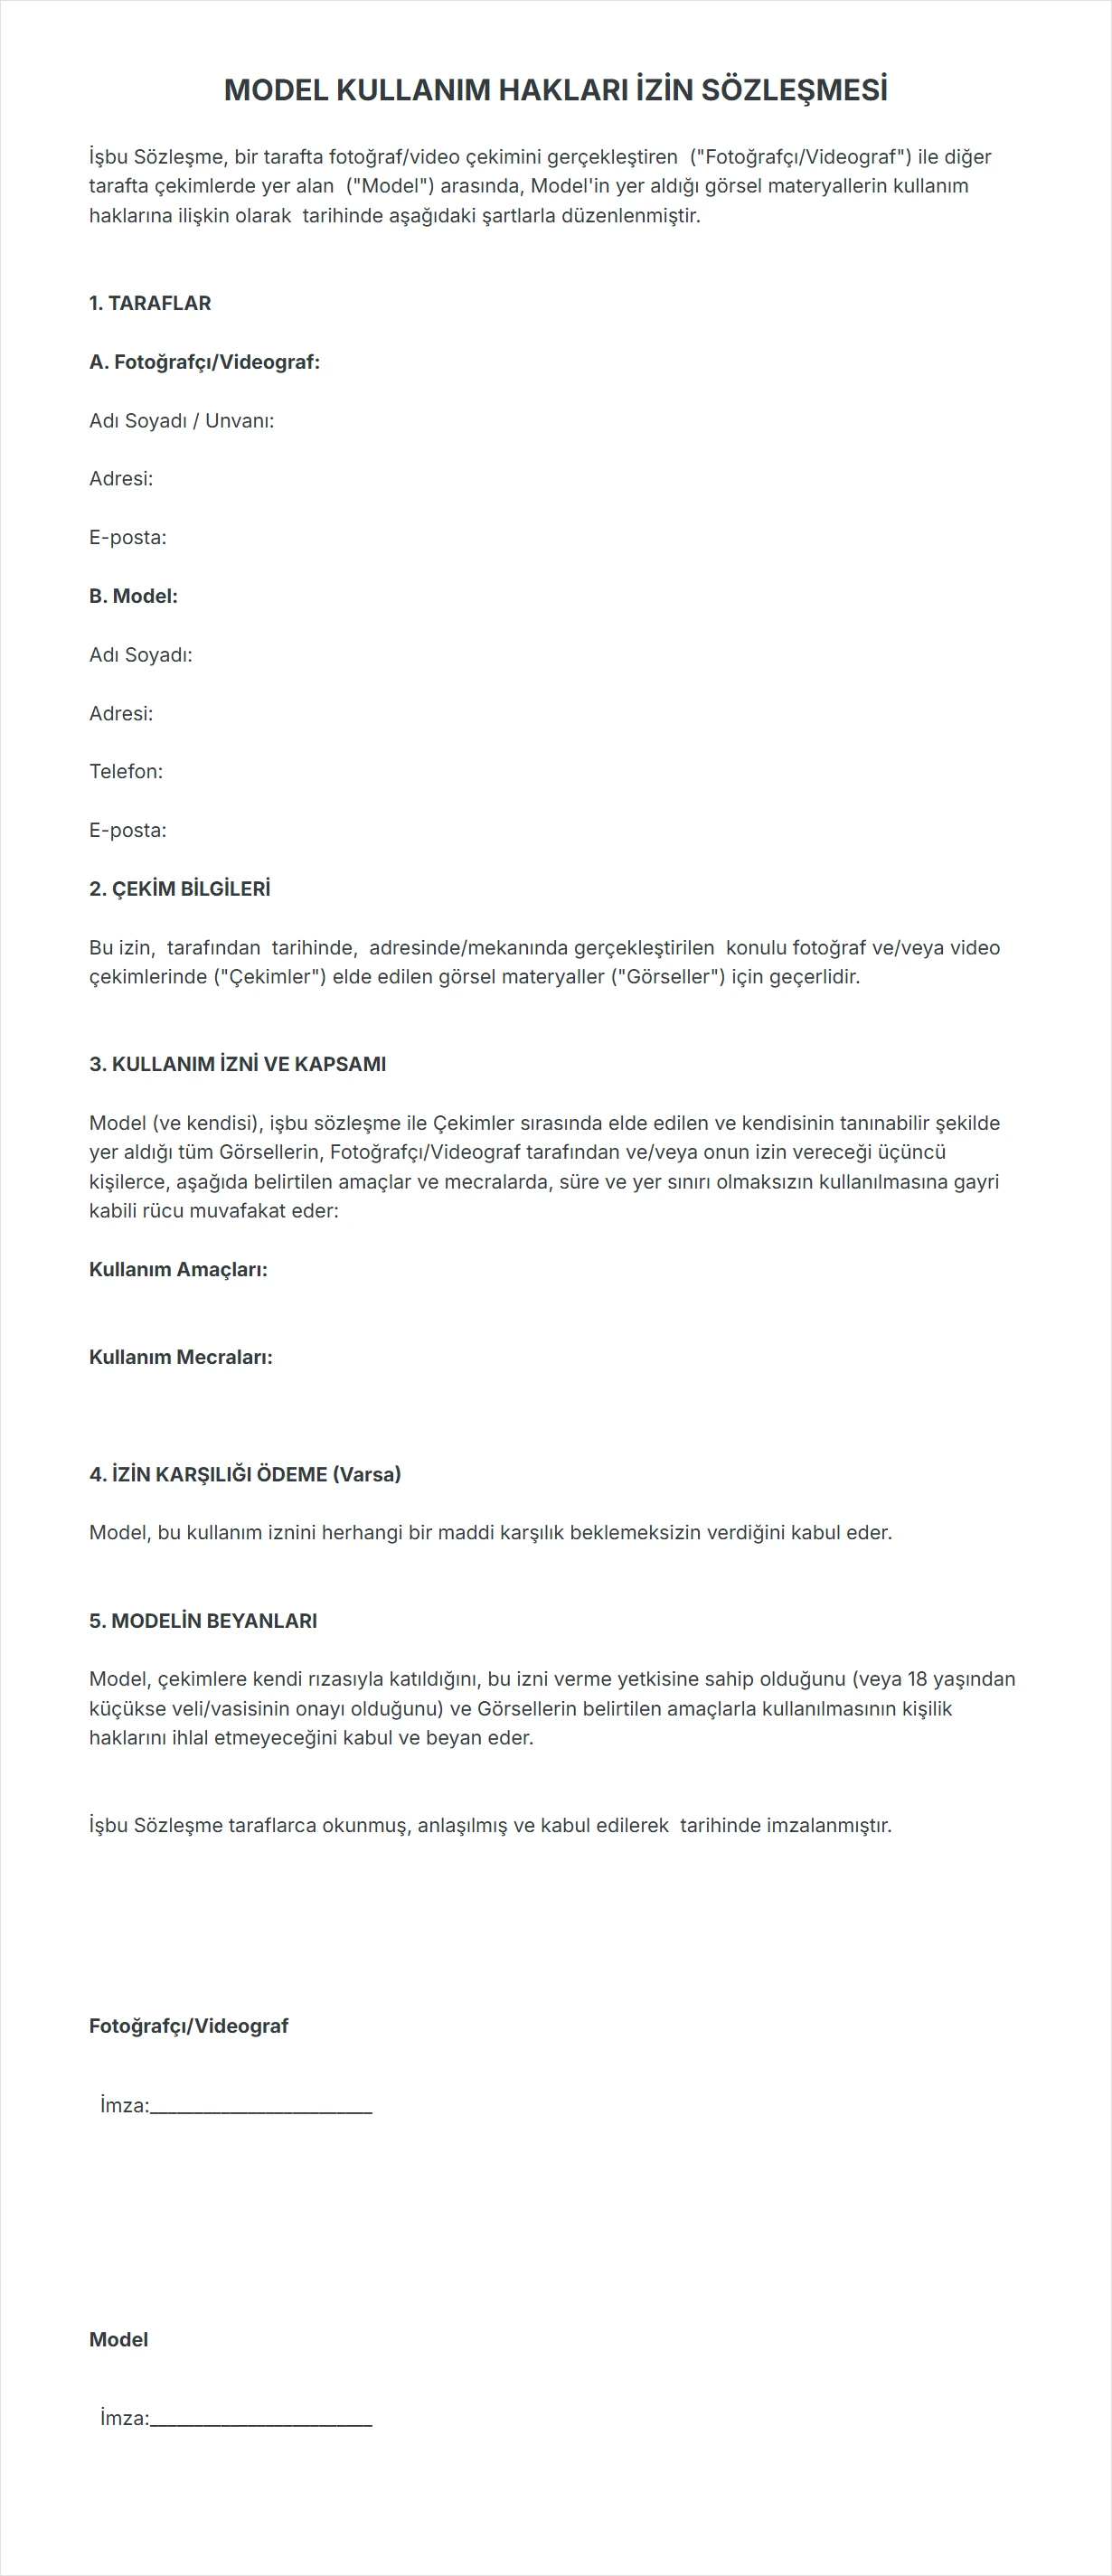 MODEL KULLANIM HAKLARI İZİN SÖZLEŞMESİ
İşbu Sözleşme, bir tarafta fotoğraf/video çekimini gerçekleştiren  ("Fotoğrafçı/Videograf") ile diğer
tarafta çekimlerde yer alan  ("Model") arasında, Model'in yer aldığı görsel materyallerin kullanım
haklarına ilişkin olarak  tarihinde aşağıdaki şartlarla düzenlenmiştir.
1. TARAFLAR
A. Fotoğrafçı/Videograf:
Adı Soyadı / Unvanı:
Adresi:
E-posta:
B. Model:
Adı Soyadı:
Adresi:
Telefon:
E-posta:
2. ÇEKİM BİLGİLERİ
Bu izin,  tarafından  tarihinde,  adresinde/mekanında gerçekleştirilen  konulu fotoğraf ve/veya video
çekimlerinde ("Çekimler") elde edilen görsel materyaller ("Görseller") için geçerlidir.
3. KULLANIM İZNİ VE KAPSAMI
Model (ve kendisi), işbu sözleşme ile Çekimler sırasında elde edilen ve kendisinin tanınabilir şekilde
yer aldığı tüm Görsellerin, Fotoğrafçı/Videograf tarafından ve/veya onun izin vereceği üçüncü
kişilerce, aşağıda belirtilen amaçlar ve mecralarda, süre ve yer sınırı olmaksızın kullanılmasına gayri
kabili rücu muvafakat eder:
Kullanım Amaçları:
Kullanım Mecraları:
4. İZİN KARŞILIĞI ÖDEME (Varsa)
Model, bu kullanım iznini herhangi bir maddi karşılık beklemeksizin verdiğini kabul eder.
5. MODELİN BEYANLARI
Model, çekimlere kendi rızasıyla katıldığını, bu izni verme yetkisine sahip olduğunu (veya 18 yaşından
küçükse veli/vasisinin onayı olduğunu) ve Görsellerin belirtilen amaçlarla kullanılmasının kişilik
haklarını ihlal etmeyeceğini kabul ve beyan eder.
İşbu Sözleşme taraflarca okunmuş, anlaşılmış ve kabul edilerek  tarihinde imzalanmıştır.
Fotoğrafçı/Videograf
İmza:________________________
Model
İmza:________________________